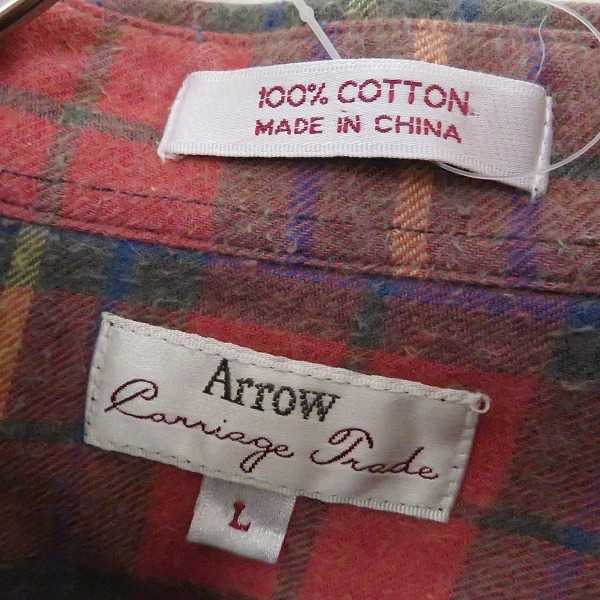 100% COTTON
MADE IN CHINA
Arrow
Carriage Trade
L